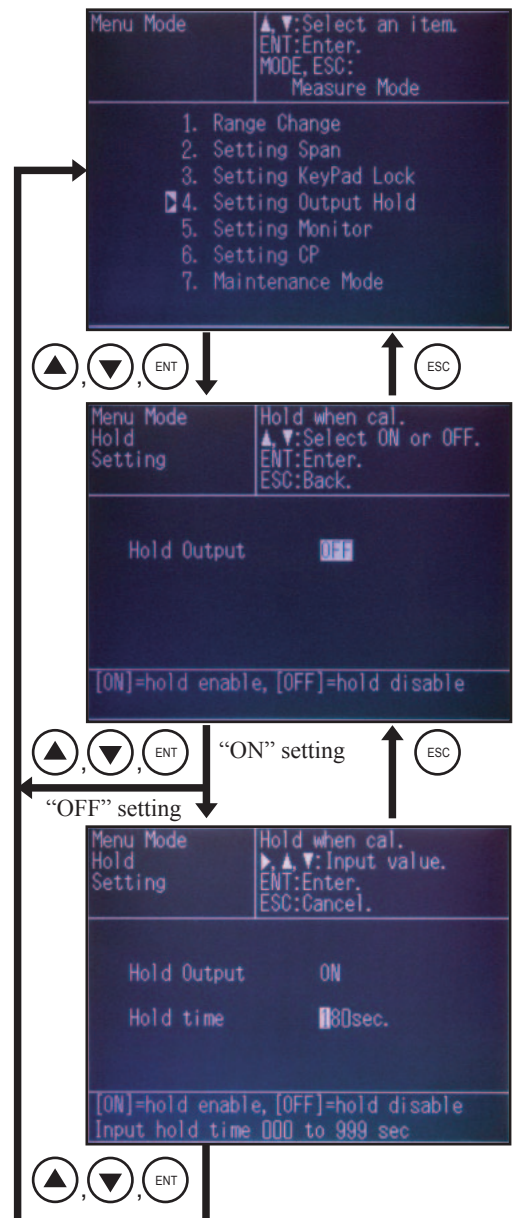 Menu Mode
▲,▼:Select an item.
ENT:Enter.
MODE,ESC:
Measure Mode
1. Range Change
2. Setting Span
3. Setting KeyPad Lock
4. Setting Output Hold
5. Setting Monitor
6. Setting CP
7. Maintenance Mode
▲,▼,ENT
ESC
Menu Mode
Hold
Setting
Hold when cal.
▲,▼:Select ON or OFF.
ENT:Enter.
ESC:Back.
Hold Output OFF
[ON]=hold enable,[OFF]=hold disable
▲,▼,ENT
“ON” setting
ESC
“OFF” setting
Menu Mode
Hold
Setting
Hold when cal.
▶,▲,▼:Input value.
ENT:Enter.
ESC:Cancel.
Hold Output ON
Hold time 180sec.
[ON]=hold enable,[OFF]=hold disable
Input hold time 000 to 999 sec
▲,▼,ENT